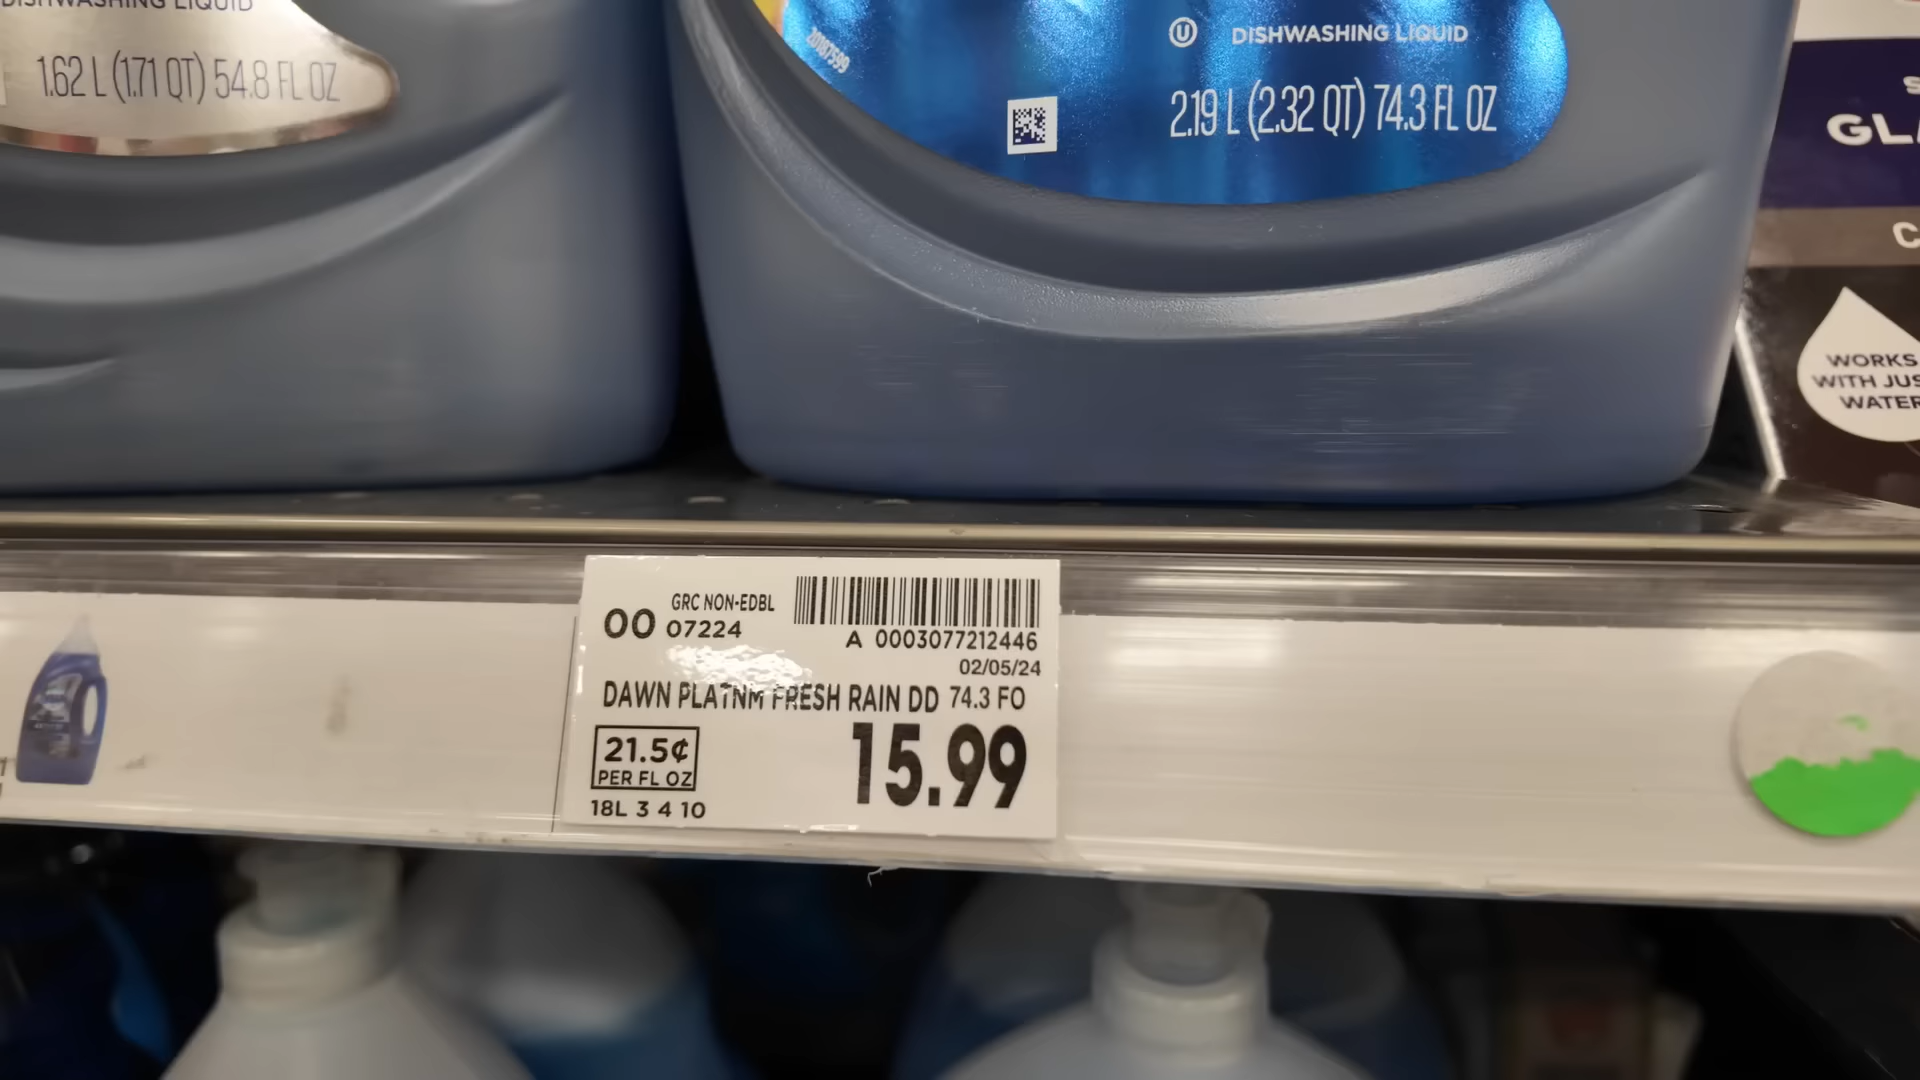 DISHWASHING LIQUID
1.62 L (1.71 QT) 54.8 FL OZ
20187599
U DISHWASHING LIQUID
2.19 L (2.32 QT) 74.3 FL OZ
WORKS
WITH JUS
WATER
GRC NON-EDBL
00 07224
A 0003077212446
02/05/24
DAWN PLATNM FRESH RAIN DD 74.3 FO
21.5¢
PER FL OZ
15.99
18L 3 4 10